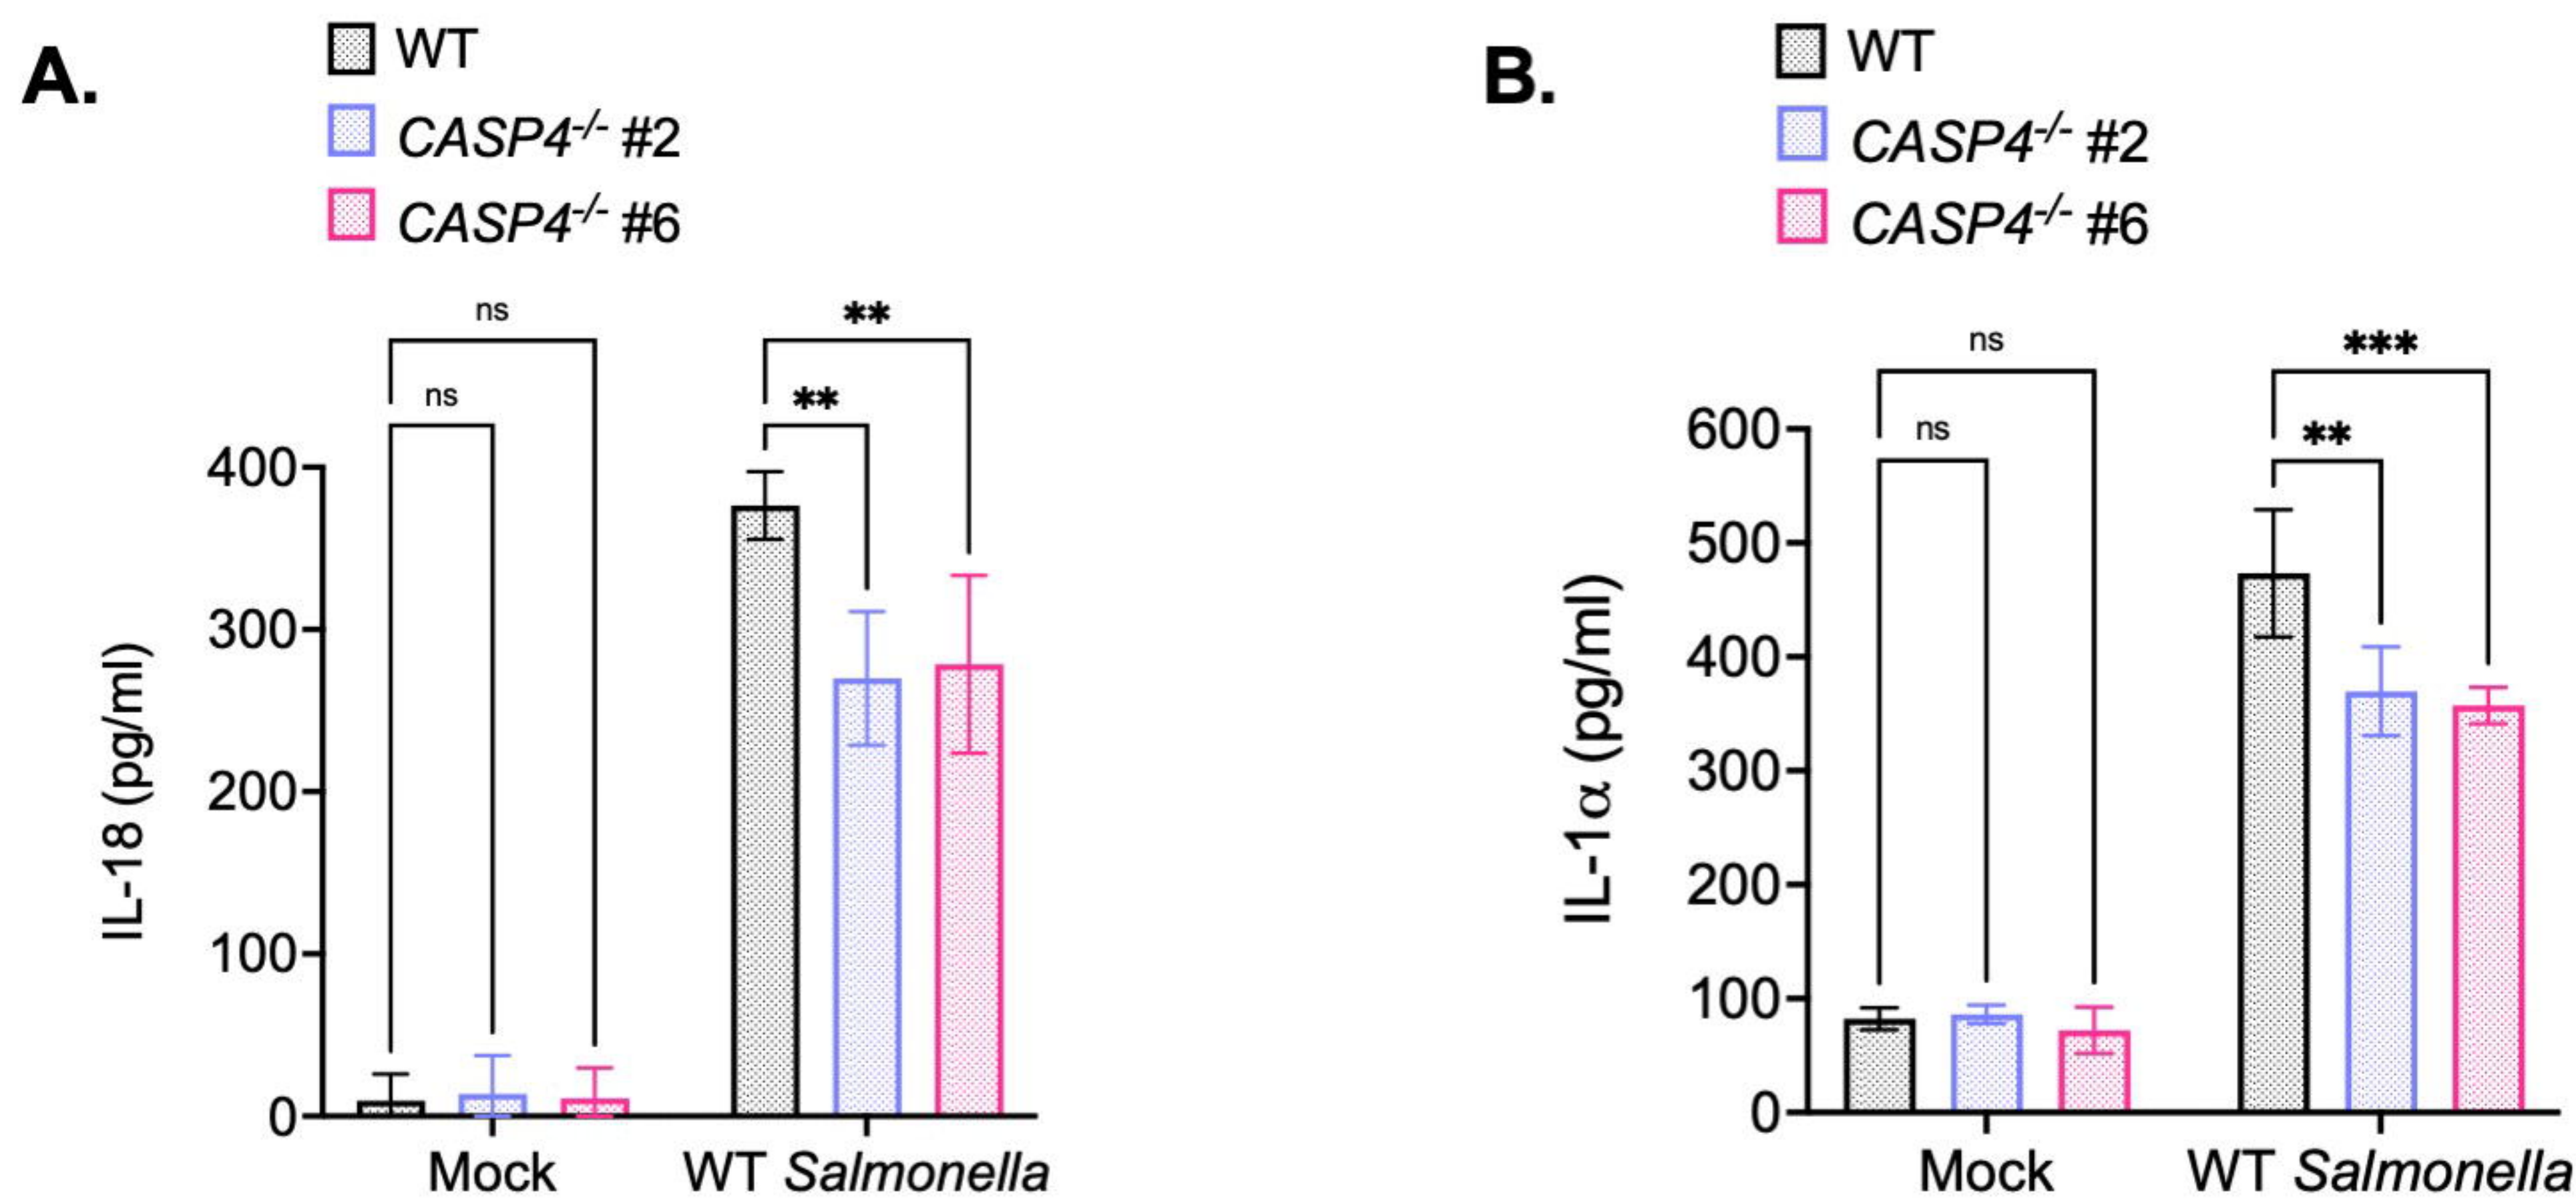 A.
WT
CASP4-/- #2
CASP4-/- #6
ns
**
ns
**
400
300
200
100
0
IL-18 (pg/ml)
Mock
WT Salmonella
B.
WT
CASP4-/- #2
CASP4-/- #6
ns
***
ns
**
600
500
400
300
200
100
0
IL-1α (pg/ml)
Mock
WT Salmonella